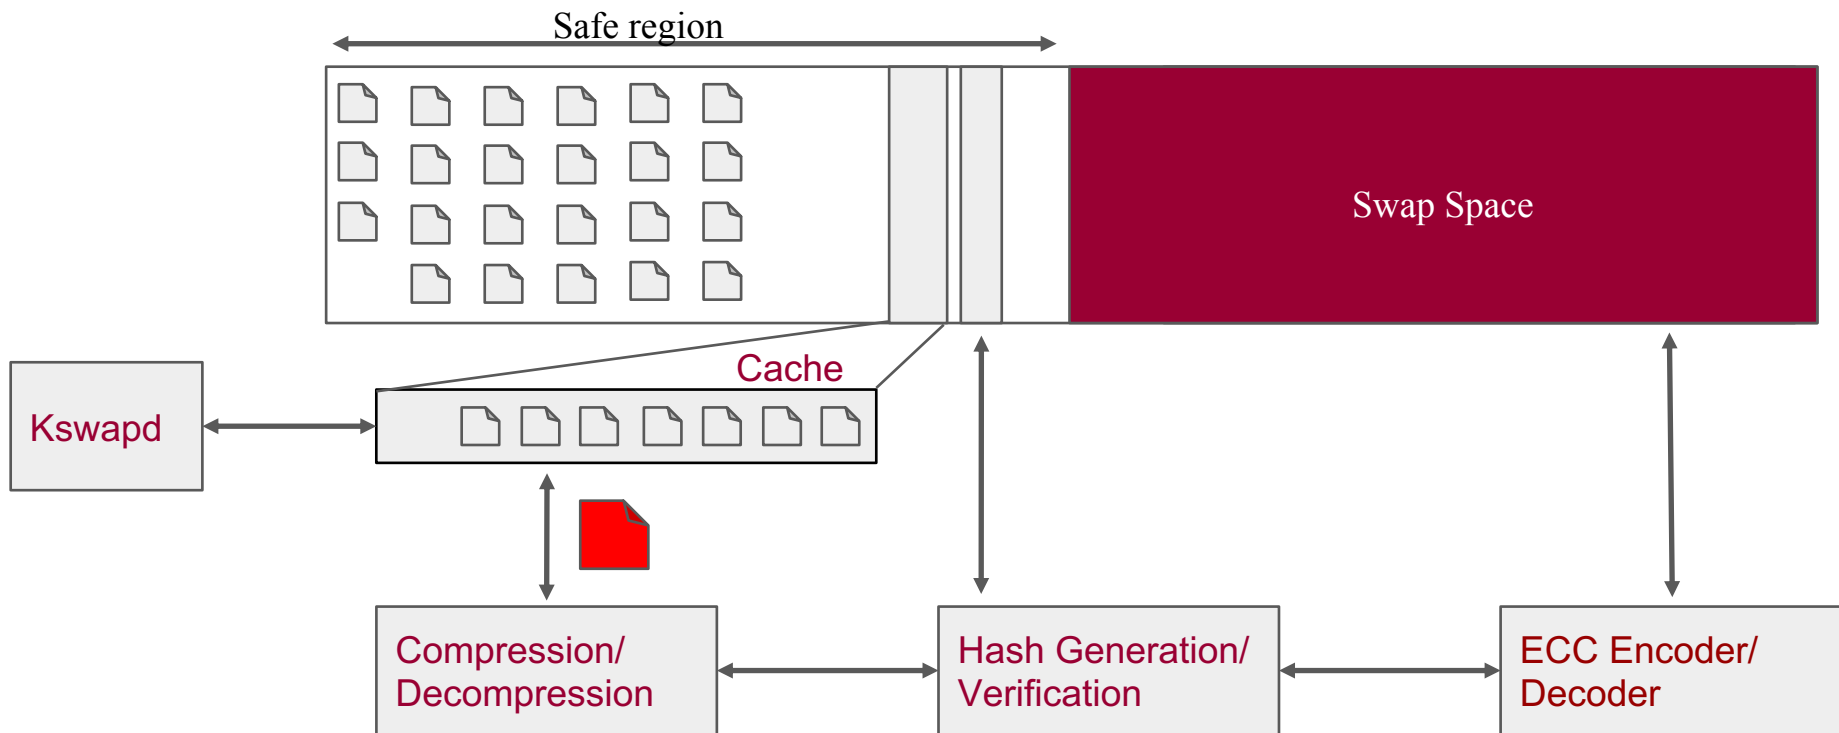 Safe region
Swap Space
Cache
Kswapd
Compression/
Decompression
Hash Generation/
Verification
ECC Encoder/
Decoder